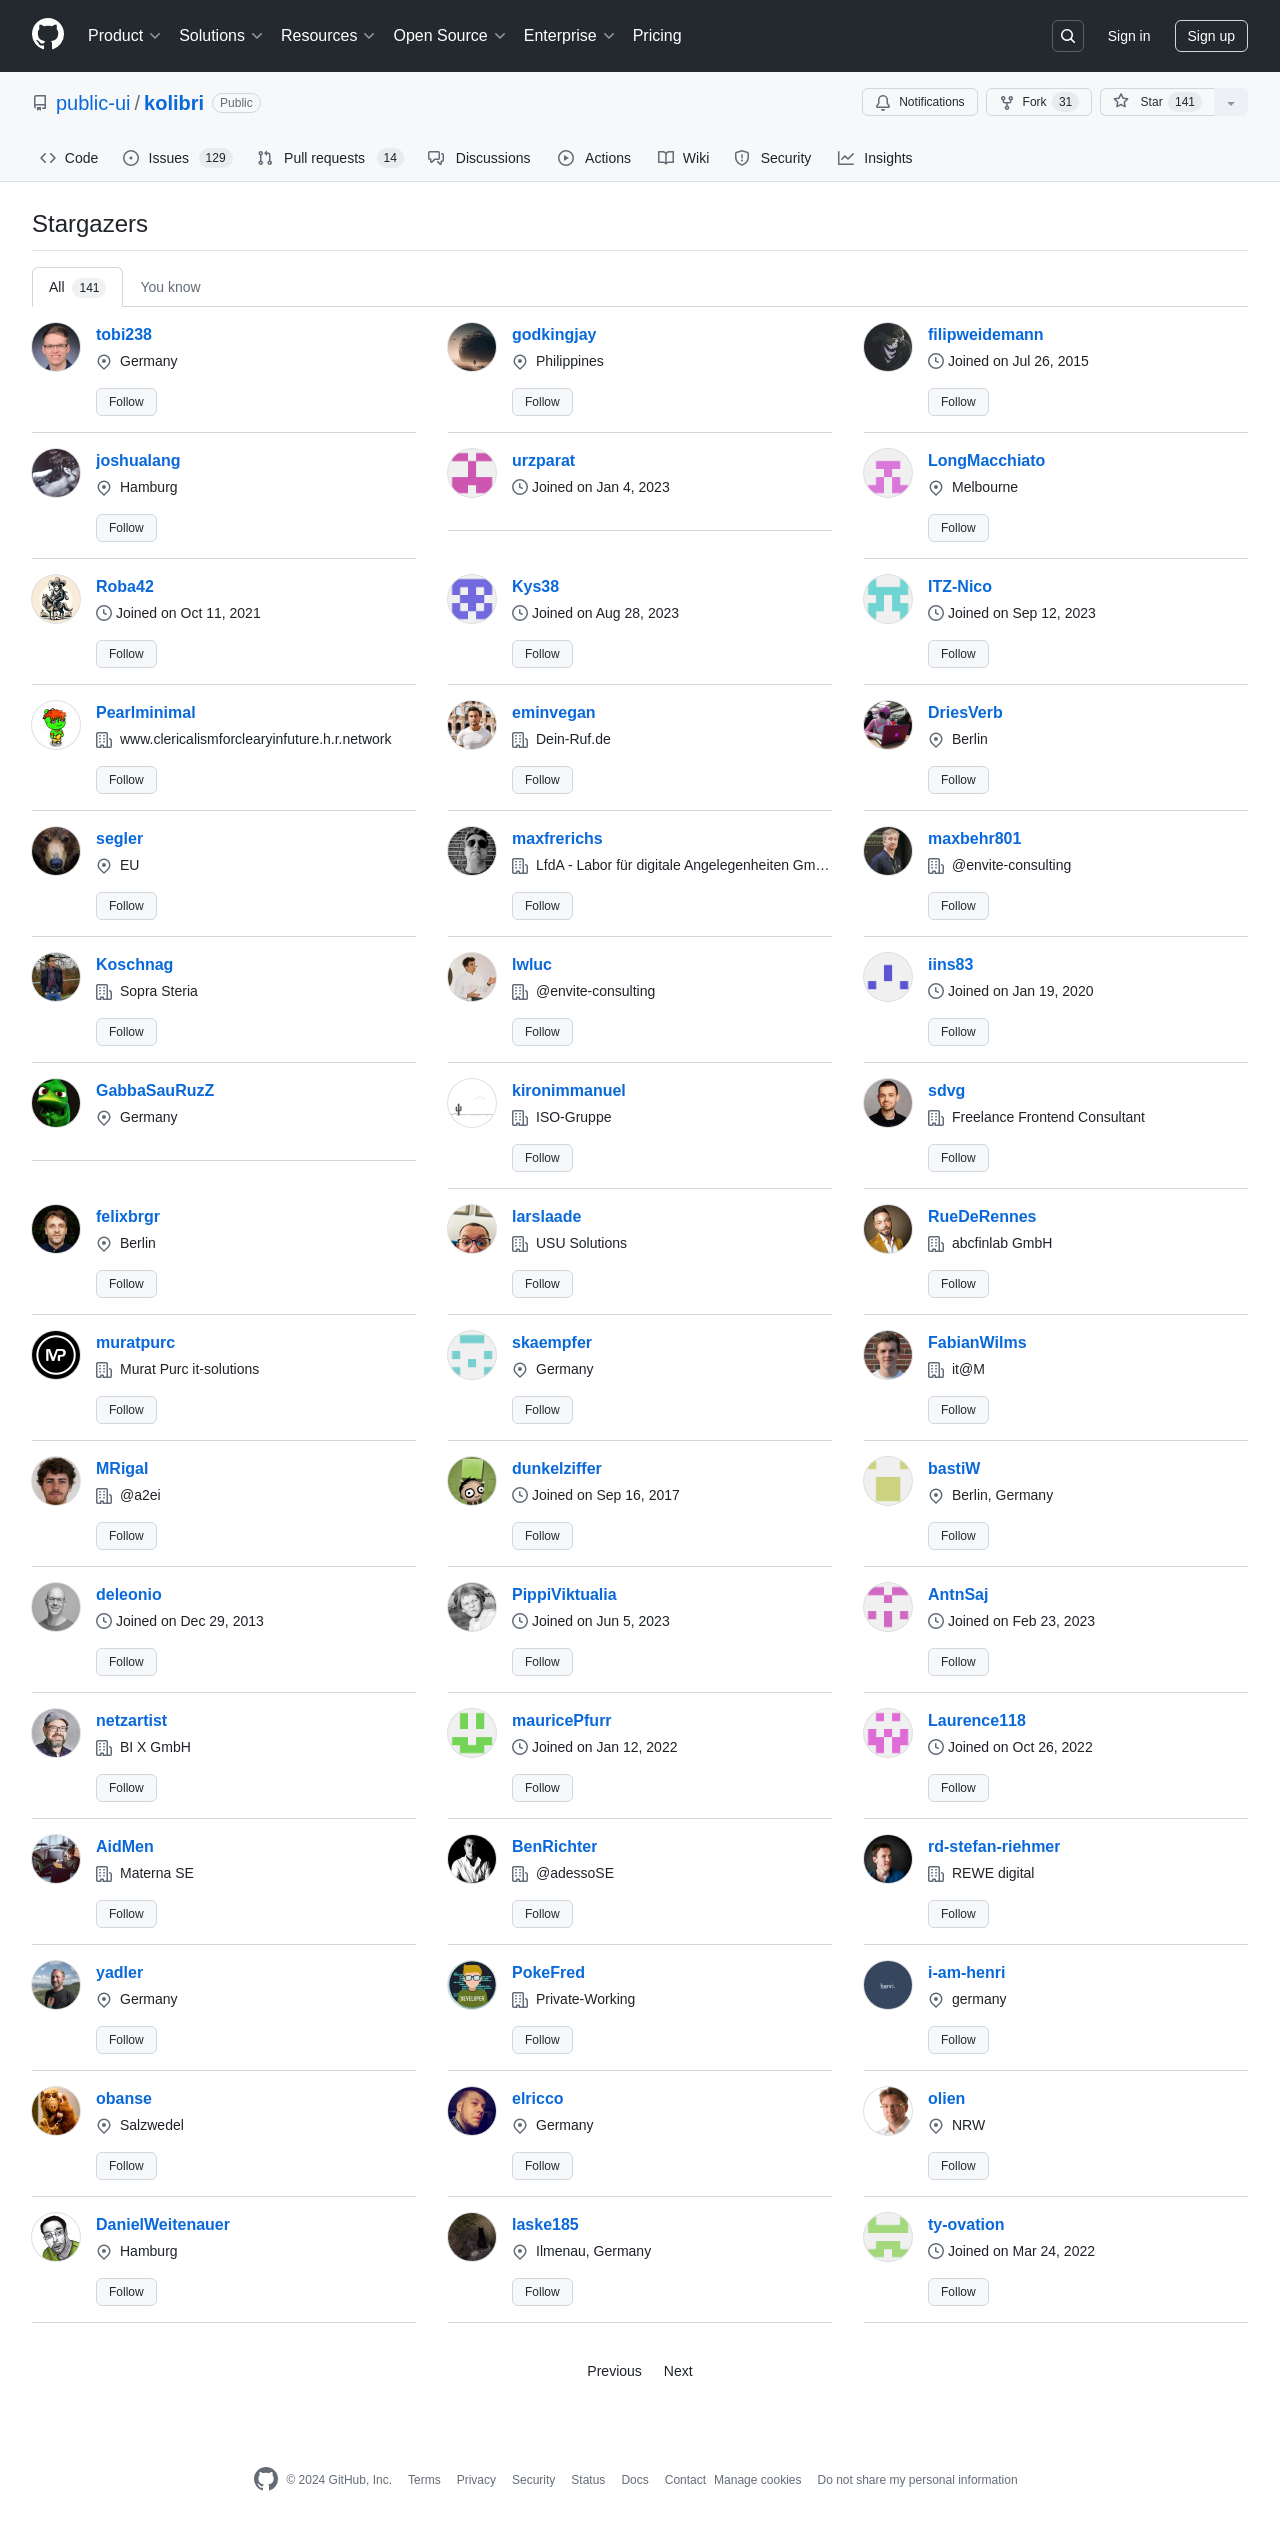 Product Solutions Resources Open Source Enterprise Pricing Sign in Sign up
public-ui / kolibri Public Notifications Fork 31 Star 141
Code Issues 129 Pull requests 14 Discussions Actions Wiki Security Insights
Stargazers
All 141 You know
tobi238 godkingjay filipweidemann
Germany Philippines Joined on Jul 26, 2015
Follow Follow Follow
joshualang urzparat LongMacchiato
Hamburg Joined on Jan 4, 2023 Melbourne
Follow Follow
Roba42 Kys38 ITZ-Nico
Joined on Oct 11, 2021 Joined on Aug 28, 2023 Joined on Sep 12, 2023
Follow Follow Follow
Pearlminimal eminvegan DriesVerb
www.clericalismforclearyinfuture.h.r.network Dein-Ruf.de Berlin
Follow Follow Follow
segler maxfrerichs maxbehr801
EU LfdA - Labor für digitale Angelegenheiten Gm… @envite-consulting
Follow Follow Follow
Koschnag lwluc iins83
Sopra Steria @envite-consulting Joined on Jan 19, 2020
Follow Follow Follow
GabbaSauRuzZ kironimmanuel sdvg
Germany ISO-Gruppe Freelance Frontend Consultant
Follow Follow
felixbrgr larslaade RueDeRennes
Berlin USU Solutions abcfinlab GmbH
Follow Follow Follow
muratpurc skaempfer FabianWilms
Murat Purc it-solutions Germany it@M
Follow Follow Follow
MRigal dunkelziffer bastiW
@a2ei Joined on Sep 16, 2017 Berlin, Germany
Follow Follow Follow
deleonio PippiViktualia AntnSaj
Joined on Dec 29, 2013 Joined on Jun 5, 2023 Joined on Feb 23, 2023
Follow Follow Follow
netzartist mauricePfurr Laurence118
BI X GmbH Joined on Jan 12, 2022 Joined on Oct 26, 2022
Follow Follow Follow
AidMen BenRichter rd-stefan-riehmer
Materna SE @adessoSE REWE digital
Follow Follow Follow
yadler PokeFred i-am-henri
Germany Private-Working germany
Follow Follow Follow
obanse elricco olien
Salzwedel Germany NRW
Follow Follow Follow
DanielWeitenauer laske185 ty-ovation
Hamburg Ilmenau, Germany Joined on Mar 24, 2022
Follow Follow Follow
Previous Next
© 2024 GitHub, Inc. Terms Privacy Security Status Docs Contact Manage cookies Do not share my personal information